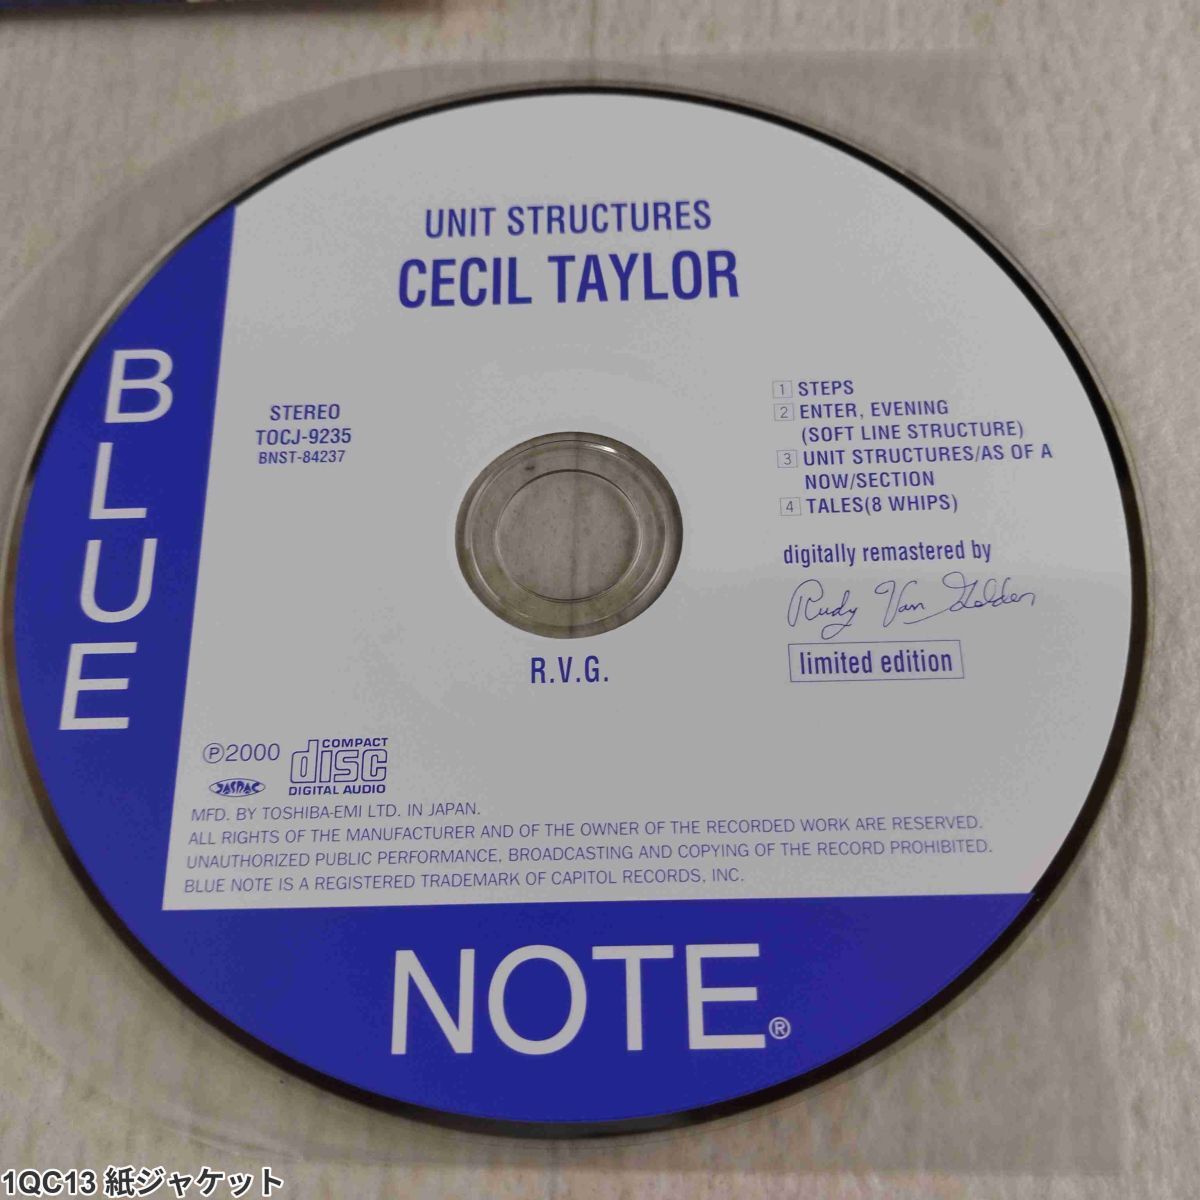 UNIT STRUCTURES
CECIL TAYLOR
BLUE
STEREO
TOCJ-9235
BNST-84237
1 STEPS
2 ENTER, EVENING
(SOFT LINE STRUCTURE)
3 UNIT STRUCTURES/AS OF A
NOW/SECTION
4 TALES(8 WHIPS)
digitally remastered by
Rudy Van Gelder
limited edition
R.V.G.
Ⓟ2000
COMPACT
disc
DIGITAL AUDIO
JASRAC
MFD. BY TOSHIBA-EMI LTD. IN JAPAN.
ALL RIGHTS OF THE MANUFACTURER AND OF THE OWNER OF THE RECORDED WORK ARE RESERVED.
UNAUTHORIZED PUBLIC PERFORMANCE, BROADCASTING AND COPYING OF THE RECORD PROHIBITED.
BLUE NOTE IS A REGISTERED TRADEMARK OF CAPITOL RECORDS, INC.
NOTE®
1QC13 紙ジャケット